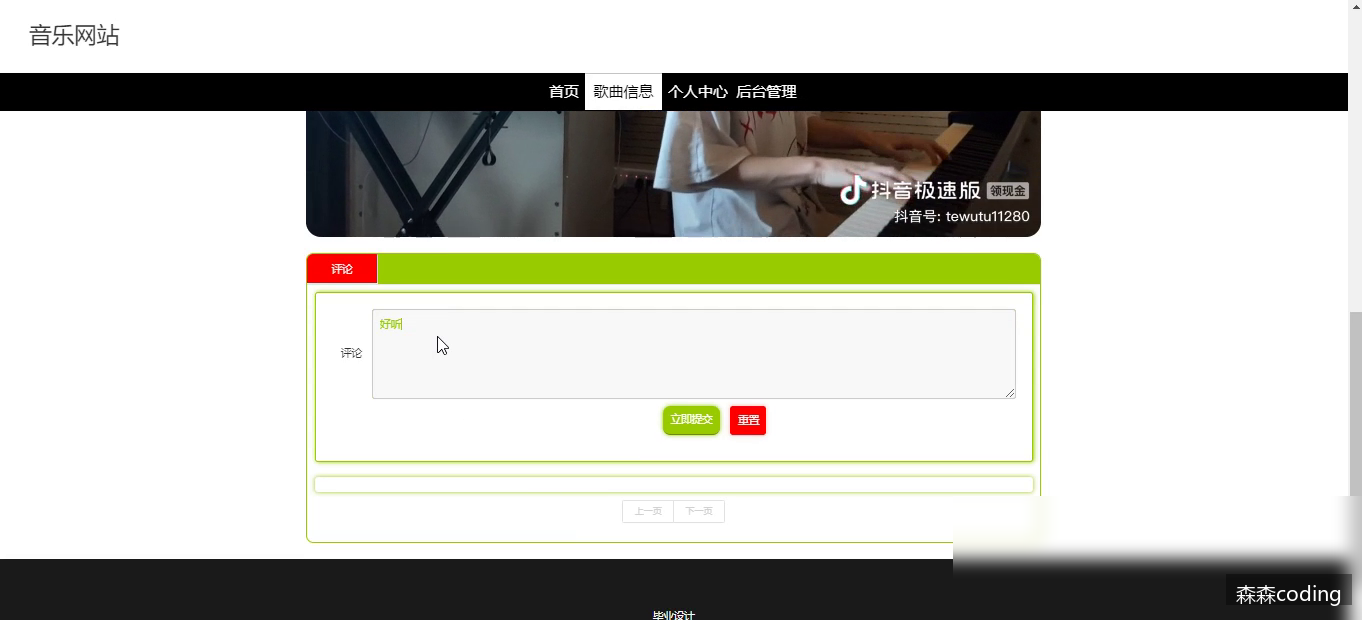 音乐网站
首页 歌曲信息 个人中心 后台管理
抖音极速版 领现金
抖音号: tewutu11280
评论
好听
评论
立即提交 重置
上一页 下一页
毕业设计
森森coding